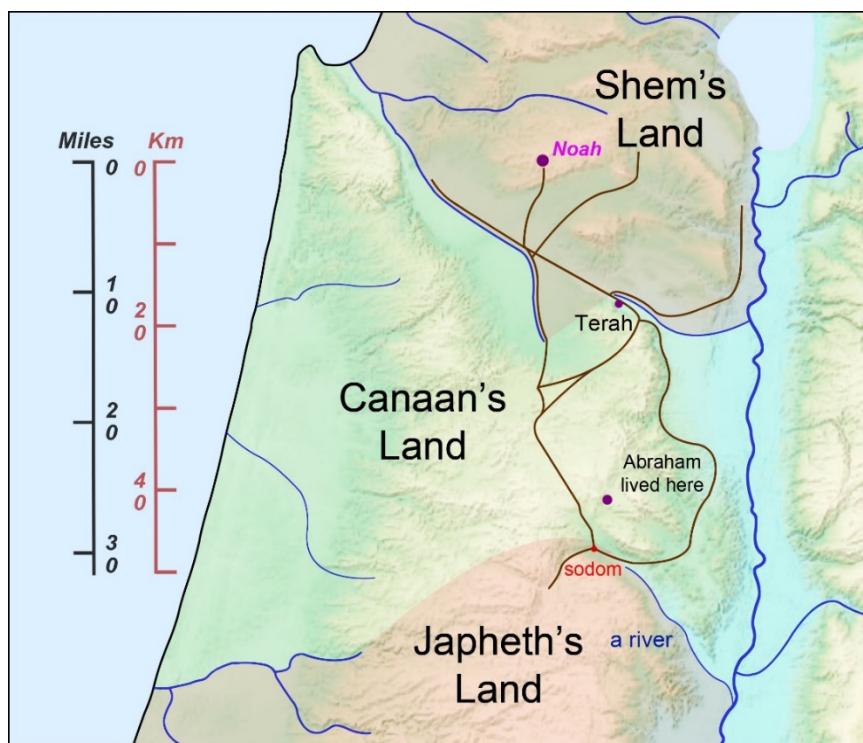 Miles
Km
0
0
1
0
2
0
2
0
4
0
3
0
Shem's
Land
Noah
Terah
Canaan's
Land
Abraham
lived here
sodom
Japheth's
Land
a river